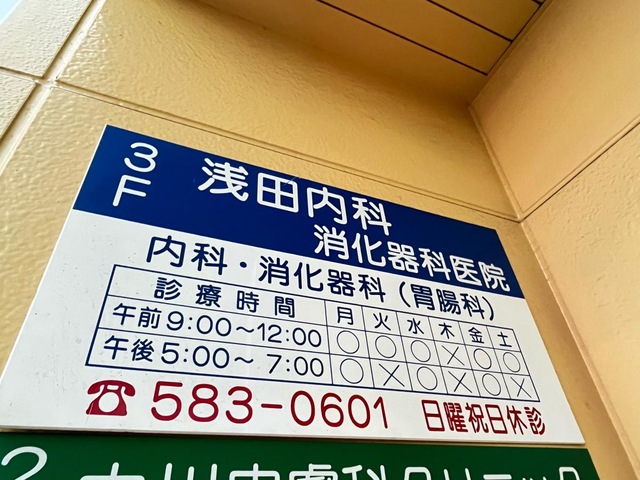 3F 浅田内科
消化器科医院
内科・消化器科(胃腸科)
診療時間 月 火 水 木 金 土
午前9:00〜12:00 ○ ○ ○ × ○ ○
午後5:00〜 7:00 ○ × ○ × ○ ×
☎583-0601 日曜祝日休診
2